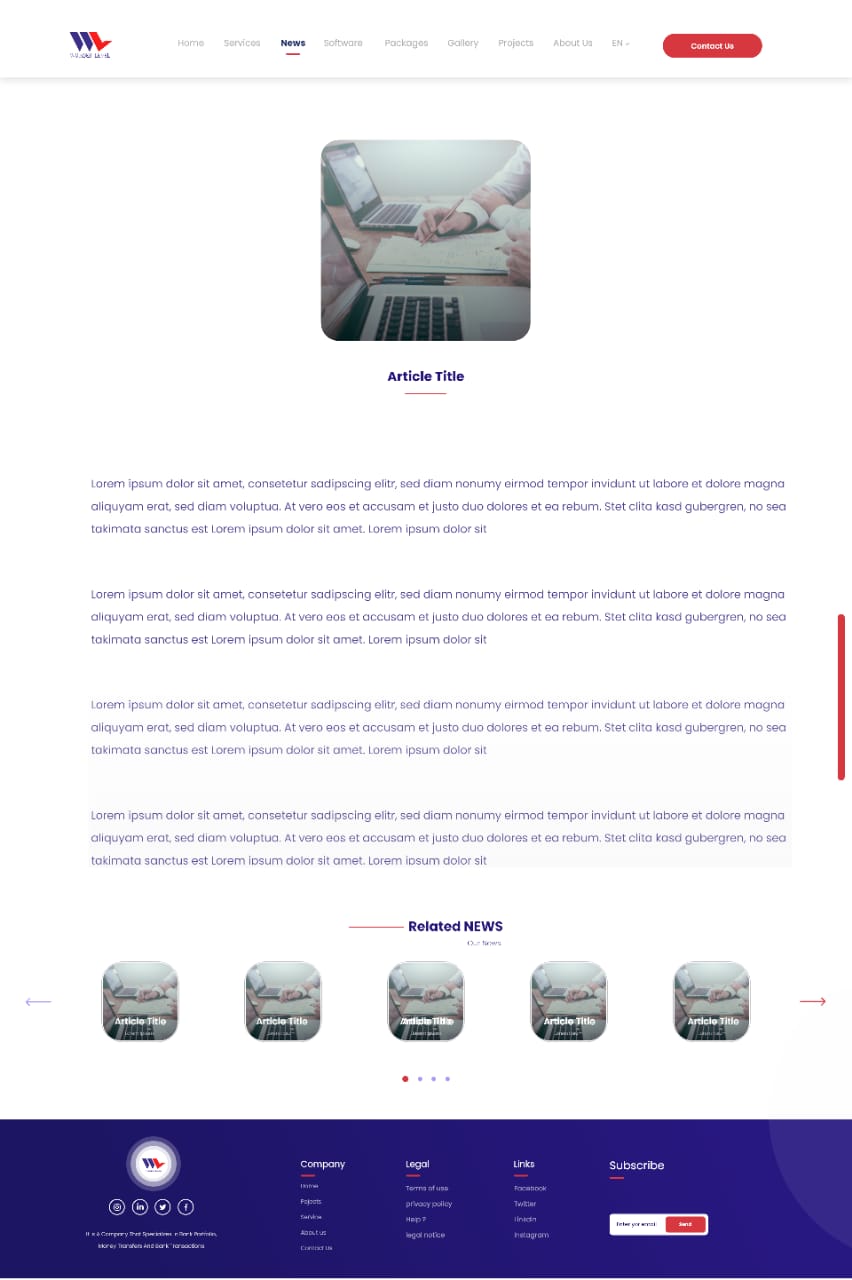 WONDER LEVEL
Home Services News Software Packages Gallery Projects About Us EN Contact Us
Article Title
Lorem ipsum dolor sit amet, consetetur sadipscing elitr, sed diam nonumy eirmod tempor invidunt ut labore et dolore magna
aliquyam erat, sed diam voluptua. At vero eos et accusam et justo duo dolores et ea rebum. Stet clita kasd gubergren, no sea
takimata sanctus est Lorem ipsum dolor sit amet. Lorem ipsum dolor sit
Lorem ipsum dolor sit amet, consetetur sadipscing elitr, sed diam nonumy eirmod tempor invidunt ut labore et dolore magna
aliquyam erat, sed diam voluptua. At vero eos et accusam et justo duo dolores et ea rebum. Stet clita kasd gubergren, no sea
takimata sanctus est Lorem ipsum dolor sit amet. Lorem ipsum dolor sit
Lorem ipsum dolor sit amet, consetetur sadipscing elitr, sed diam nonumy eirmod tempor invidunt ut labore et dolore magna
aliquyam erat, sed diam voluptua. At vero eos et accusam et justo duo dolores et ea rebum. Stet clita kasd gubergren, no sea
takimata sanctus est Lorem ipsum dolor sit amet. Lorem ipsum dolor sit
Lorem ipsum dolor sit amet, consetetur sadipscing elitr, sed diam nonumy eirmod tempor invidunt ut labore et dolore magna
aliquyam erat, sed diam voluptua. At vero eos et accusam et justo duo dolores et ea rebum. Stet clita kasd gubergren, no sea
takimata sanctus est Lorem ipsum dolor sit amet. Lorem ipsum dolor sit
Related NEWS
Our News
Article Title Article Title Article Title Article Title Article Title
Company Legal Links Subscribe
Home Terms of use Facebook
Pojects privacy policy Twitter
Service Help ? linkdin
About us legal notice Instagram
Contact Us
Enter yor email Send
It Is A Company That Specializes In Bank Portfolio,
Money Transfers And Bank Transactions